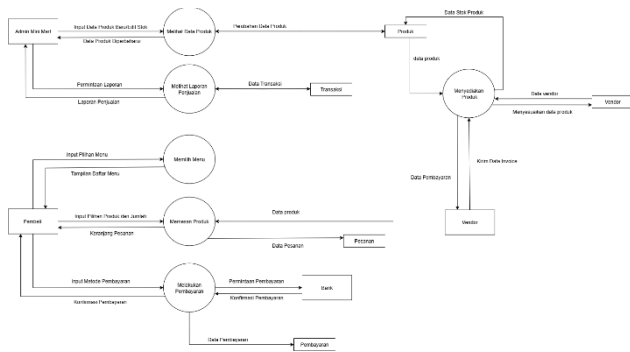 Data Stok Produk
Input Data Produk Baru/Edit Stok
Perubahan Data Produk
Admin Mini Mart
Melihat Data Produk
Produk
Data Produk Diperbaharui
data produk
Permintaan Laporan
Melihat Laporan
Penjualan
Data Transaksi
Transaksi
Menyediakan
Produk
Data vendor
Vendor
Laporan Penjualan
Menyesuaikan data produk
Input Pilihan Menu
Memilih Menu
Kirim Data Invoice
Tampilan Daftar Menu
Data Pembayaran
Input Pilihan Produk dan Jumlah
Data produk
Pembeli
Memesan Produk
Vendor
Keranjang Pesanan
Data Pesanan
Pesanan
Input Metode Pembayaran
Melakukan
Pembayaran
Permintaan Pembayaran
Bank
Konfirmasi Pembayaran
Konfirmasi Pembayaran
Data Pembayaran
Pembayaran